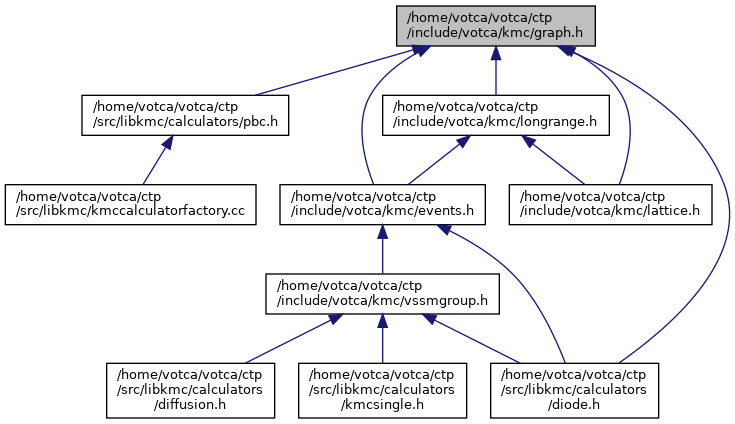 /home/votca/votca/ctp
/include/votca/kmc/graph.h
/home/votca/votca/ctp
/src/libkmc/calculators/pbc.h
/home/votca/votca/ctp
/include/votca/kmc/longrange.h
/home/votca/votca/ctp
/src/libkmc/kmccalculatorfactory.cc
/home/votca/votca/ctp
/include/votca/kmc/events.h
/home/votca/votca/ctp
/include/votca/kmc/lattice.h
/home/votca/votca/ctp
/include/votca/kmc/vssmgroup.h
/home/votca/votca/ctp
/src/libkmc/calculators
/diffusion.h
/home/votca/votca/ctp
/src/libkmc/calculators
/kmcsingle.h
/home/votca/votca/ctp
/src/libkmc/calculators
/diode.h